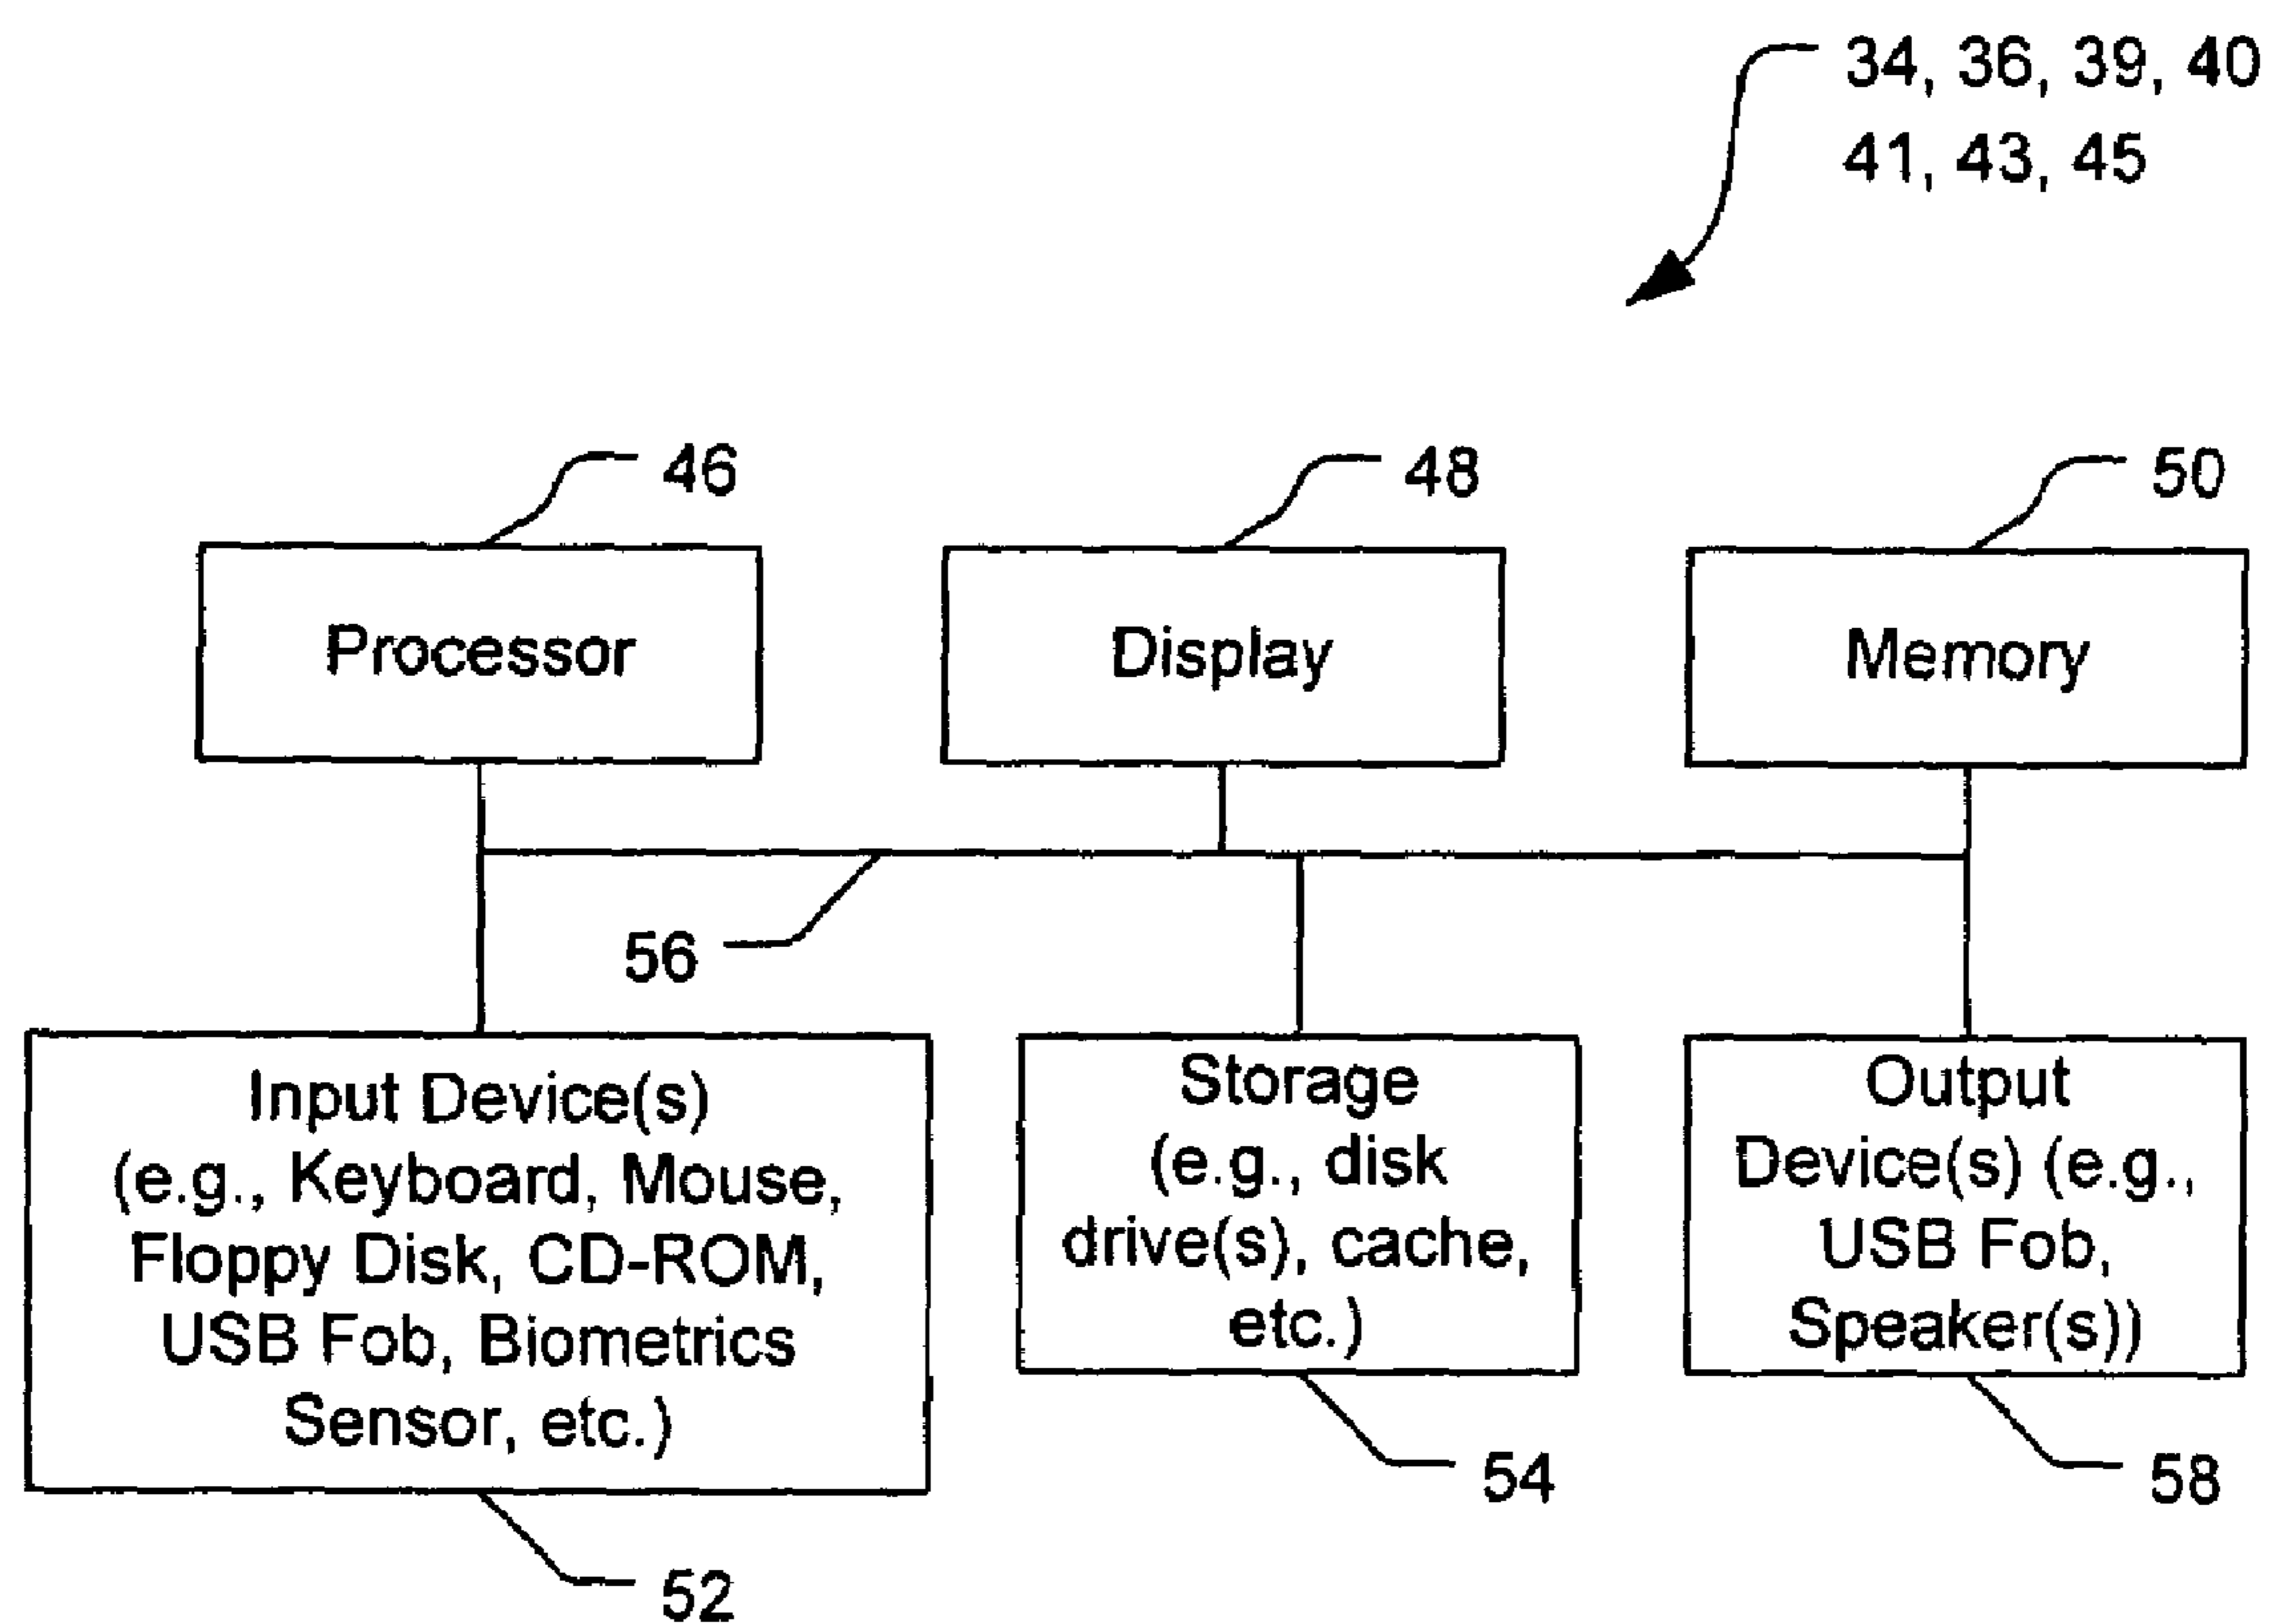 34, 36, 39, 40
41, 43, 45
46
48
50
Processor
Display
Memory
56
Input Device(s)
(e.g., Keyboard, Mouse,
Floppy Disk, CD-ROM,
USB Fob, Biometrics
Sensor, etc.)
Storage
(e.g., disk
drive(s), cache,
etc.)
Output
Device(s) (e.g.,
USB Fob,
Speaker(s))
54
58
52